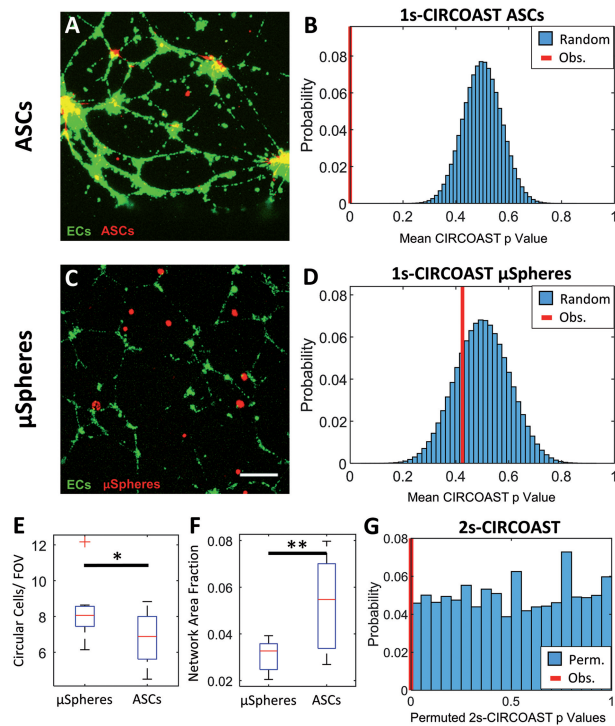 A
ASCs
ECs ASCs
B
1s-CIRCOAST ASCs
Random
Obs.
Probability
0.08
0.06
0.04
0.02
0
0.2 0.4 0.6 0.8 1
Mean CIRCOAST p Value
C
µSpheres
ECs µSpheres
D
1s-CIRCOAST µSpheres
Random
Obs.
Probability
0.08
0.06
0.04
0.02
0
0 0.2 0.4 0.6 0.8 1
Mean CIRCOAST p Value
E
Circular Cells/ FOV
12
10
8
6
*
µSpheres ASCs
F
Network Area Fraction
0.08
0.06
0.04
0.02
**
µSpheres ASCs
G
2s-CIRCOAST
Probability
0.08
0.06
0.04
0.02
0
0 0.5 1
Perm.
Obs.
Permuted 2s-CIRCOAST p Values